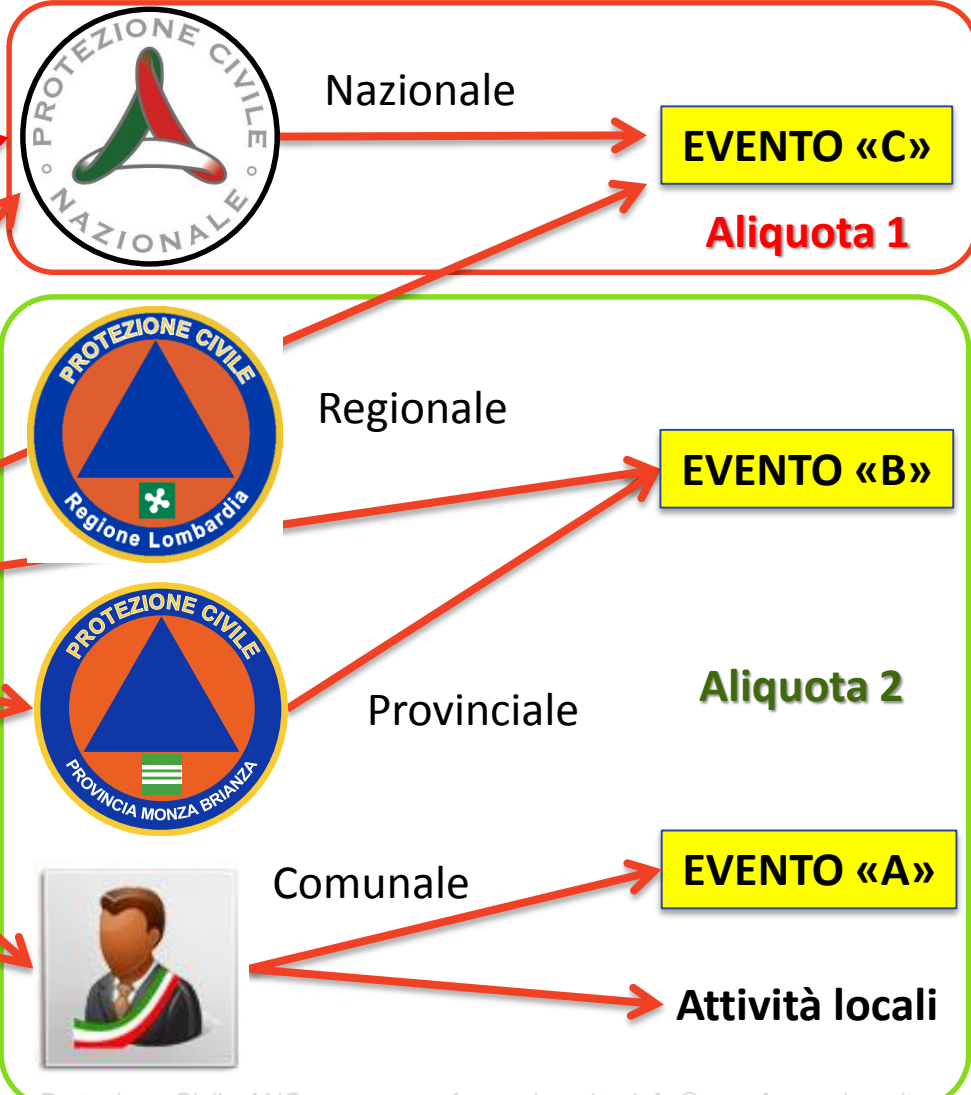 PROTEZIONE CIVILE
NAZIONALE
Nazionale
EVENTO «C»
Aliquota 1
PROTEZIONE CIVILE
Regione Lombardia
Regionale
EVENTO «B»
PROTEZIONE CIVILE
PROVINCIA MONZA BRIANZA
Provinciale
Aliquota 2
Comunale
EVENTO «A»
Attività locali